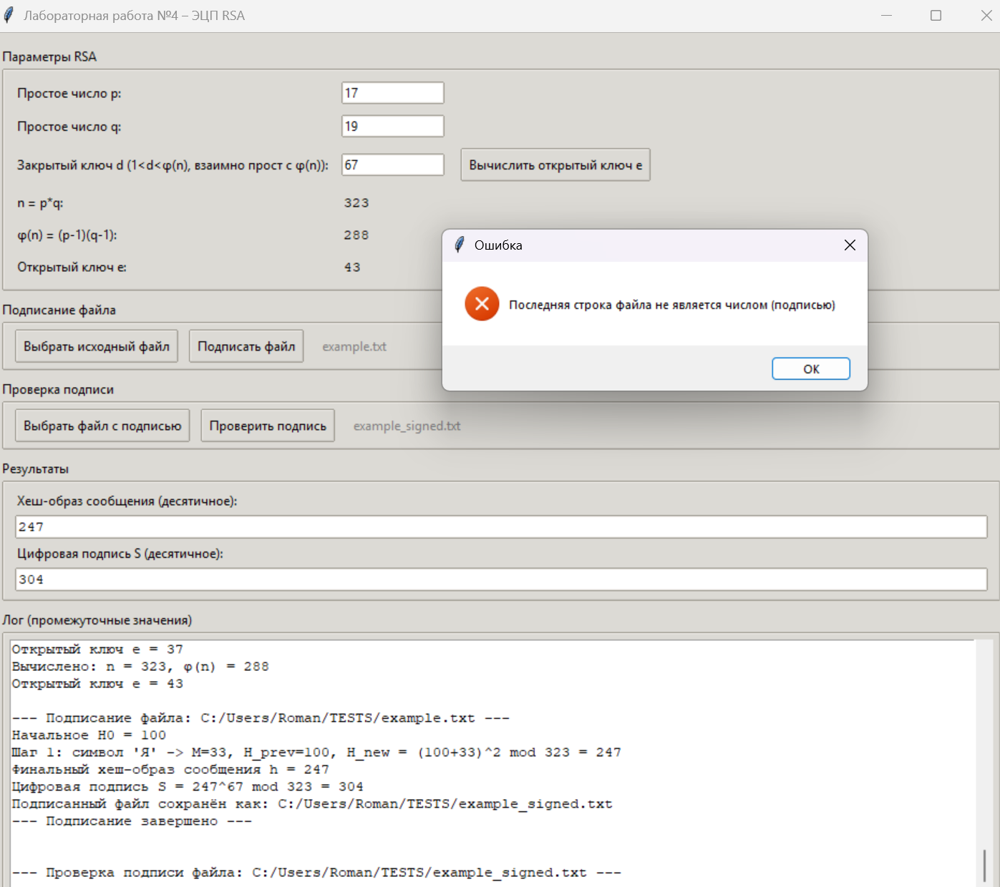 Лабораторная работа №4 – ЭЦП RSA
Параметры RSA
Простое число p:
17
Простое число q:
19
Закрытый ключ d (1<d<φ(n), взаимно прост с φ(n)):
67
Вычислить открытый ключ e
n = p*q:
323
φ(n) = (p-1)(q-1):
288
Открытый ключ e:
43
Ошибка
Последняя строка файла не является числом (подписью)
OK
Подписание файла
Выбрать исходный файл
Подписать файл
example.txt
Проверка подписи
Выбрать файл с подписью
Проверить подпись
example_signed.txt
Результаты
Хеш-образ сообщения (десятичное):
247
Цифровая подпись S (десятичное):
304
Лог (промежуточные значения)
Открытый ключ e = 37
Вычислено: n = 323, φ(n) = 288
Открытый ключ e = 43
--- Подписание файла: C:/Users/Roman/TESTS/example.txt ---
Начальное H0 = 100
Шаг 1: символ 'Я' -> M=33, H_prev=100, H_new = (100+33)^2 mod 323 = 247
Финальный хеш-образ сообщения h = 247
Цифровая подпись S = 247^67 mod 323 = 304
Подписанный файл сохранён как: C:/Users/Roman/TESTS/example_signed.txt
--- Подписание завершено ---
--- Проверка подписи файла: C:/Users/Roman/TESTS/example_signed.txt ---